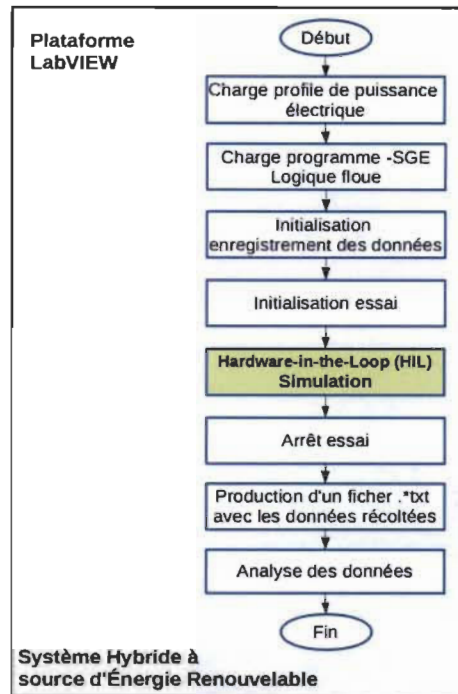 Plataforme
LabVIEW
Début
Charge profile de puissance
électrique
Charge programme -SGE
Logique floue
Initialisation
enregistrement des données
Initialisation essai
Hardware-in-the-Loop (HIL)
Simulation
Arrêt essai
Production d'un ficher .*txt
avec les données récoltées
Analyse des données
Fin
Système Hybride à
source d'Énergie Renouvelable